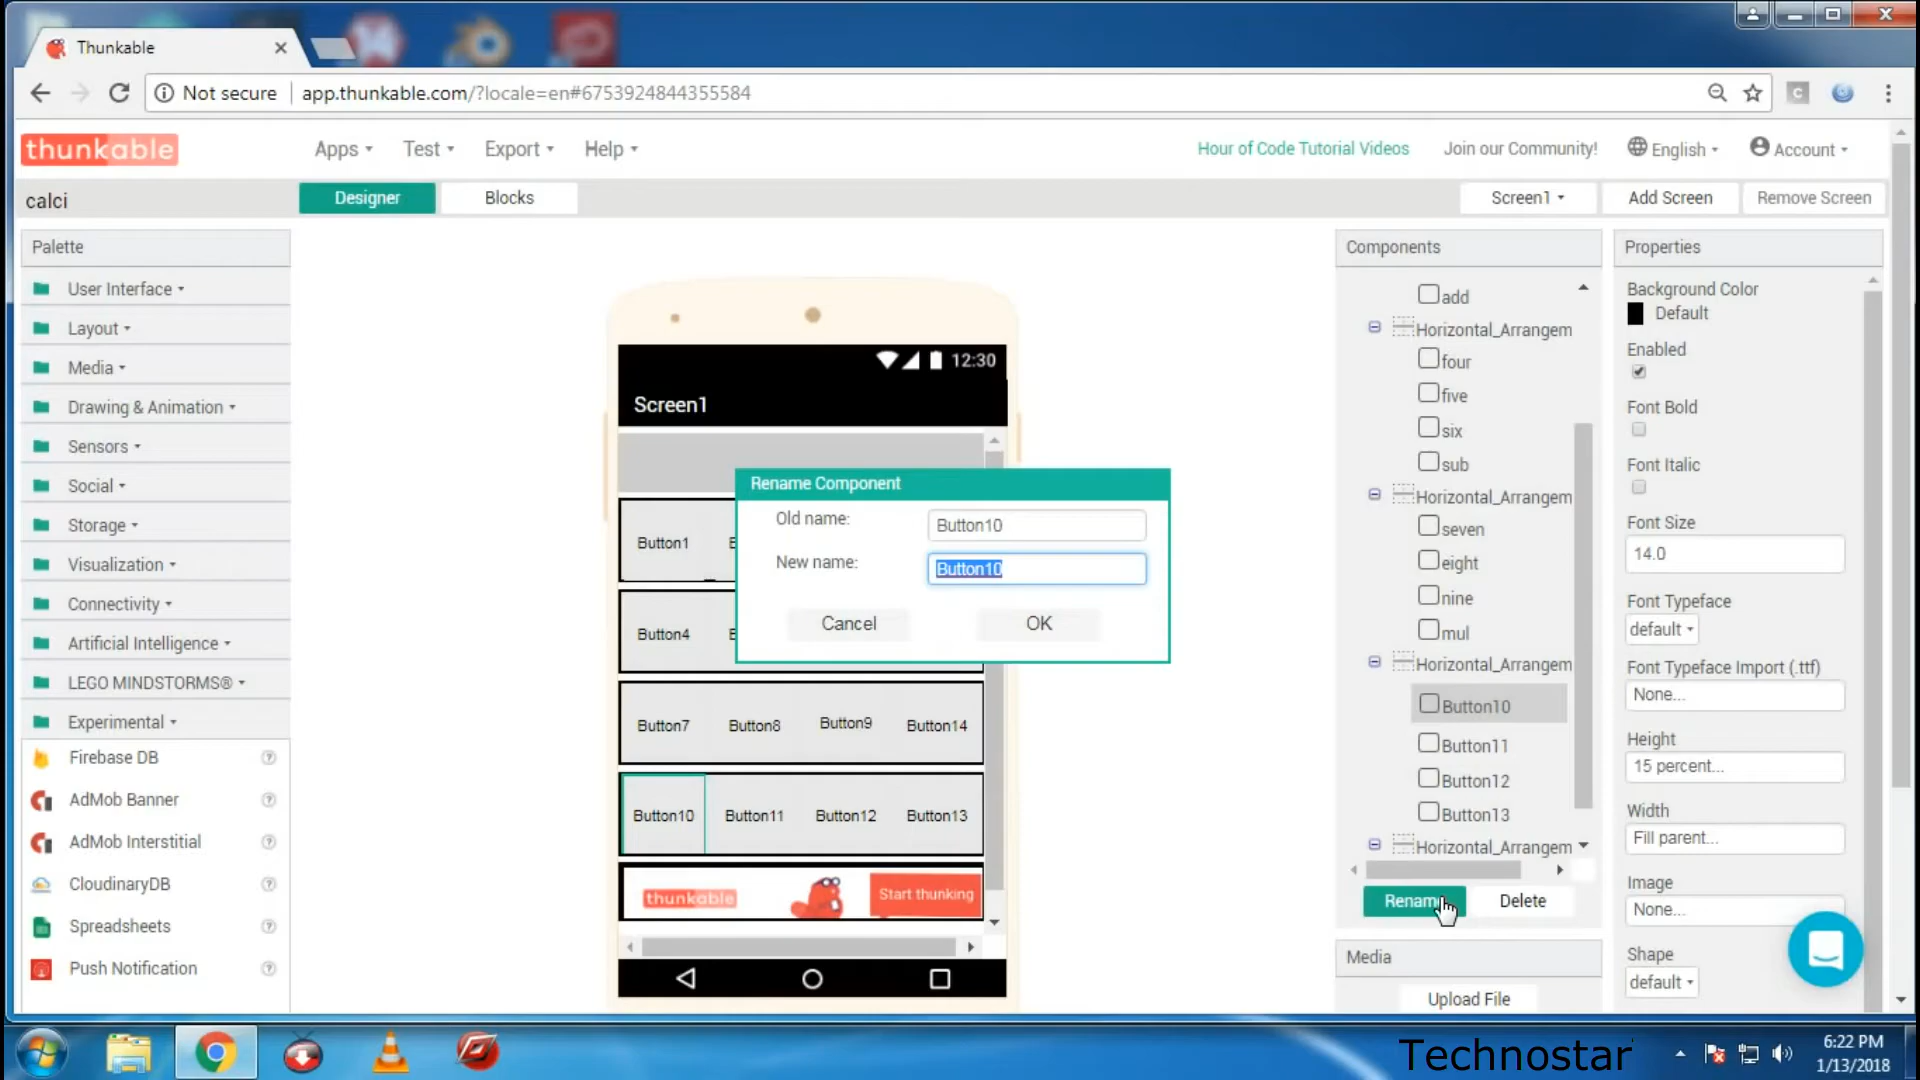 Thunkable
Not secure
app.thunkable.com/?locale=en#6753924844355584
thunkable
Apps
Test
Export
Help
Hour of Code Tutorial Videos
Join our Community!
English
Account
calci
Designer
Blocks
Screen1
Add Screen
Remove Screen
Palette
User Interface
Layout
Media
Drawing & Animation
Sensors
Social
Storage
Visualization
Connectivity
Artificial Intelligence
LEGO MINDSTORMS®
Experimental
Firebase DB
AdMob Banner
AdMob Interstitial
CloudinaryDB
Spreadsheets
Push Notification
12:30
Screen1
Button1
Button4
Button7
Button8
Button9
Button14
Button10
Button11
Button12
Button13
thunkable
Start thunking
Rename Component
Old name:
Button10
New name:
Button10
Cancel
OK
Components
add
Horizontal_Arrangem
four
five
six
sub
Horizontal_Arrangem
seven
eight
nine
mul
Horizontal_Arrangem
Button10
Button11
Button12
Button13
Horizontal_Arrangem
Rename
Delete
Media
Upload File
Properties
Background Color
Default
Enabled
Font Bold
Font Italic
Font Size
14.0
Font Typeface
default
Font Typeface Import (.ttf)
None...
Height
15 percent...
Width
Fill parent...
Image
None...
Shape
default
Technostar
6:22 PM
1/13/2018